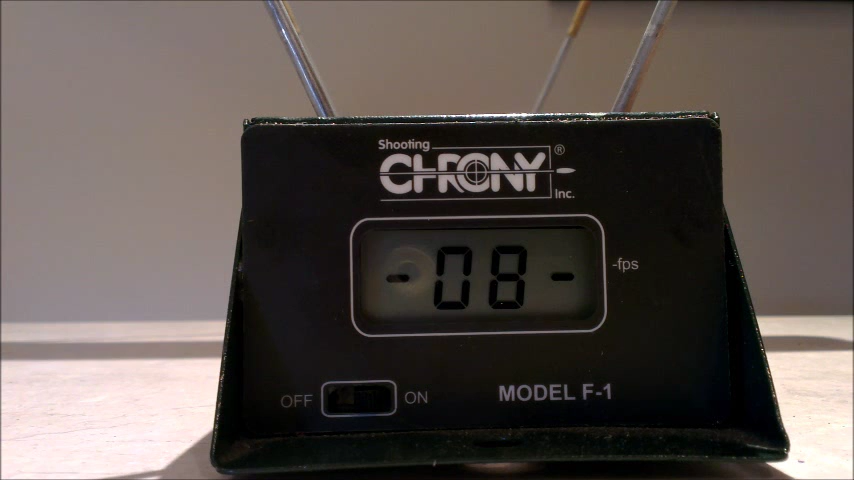 Shooting
CHRONY®
Inc.
-08-
-fps
OFF ON
MODEL F-1